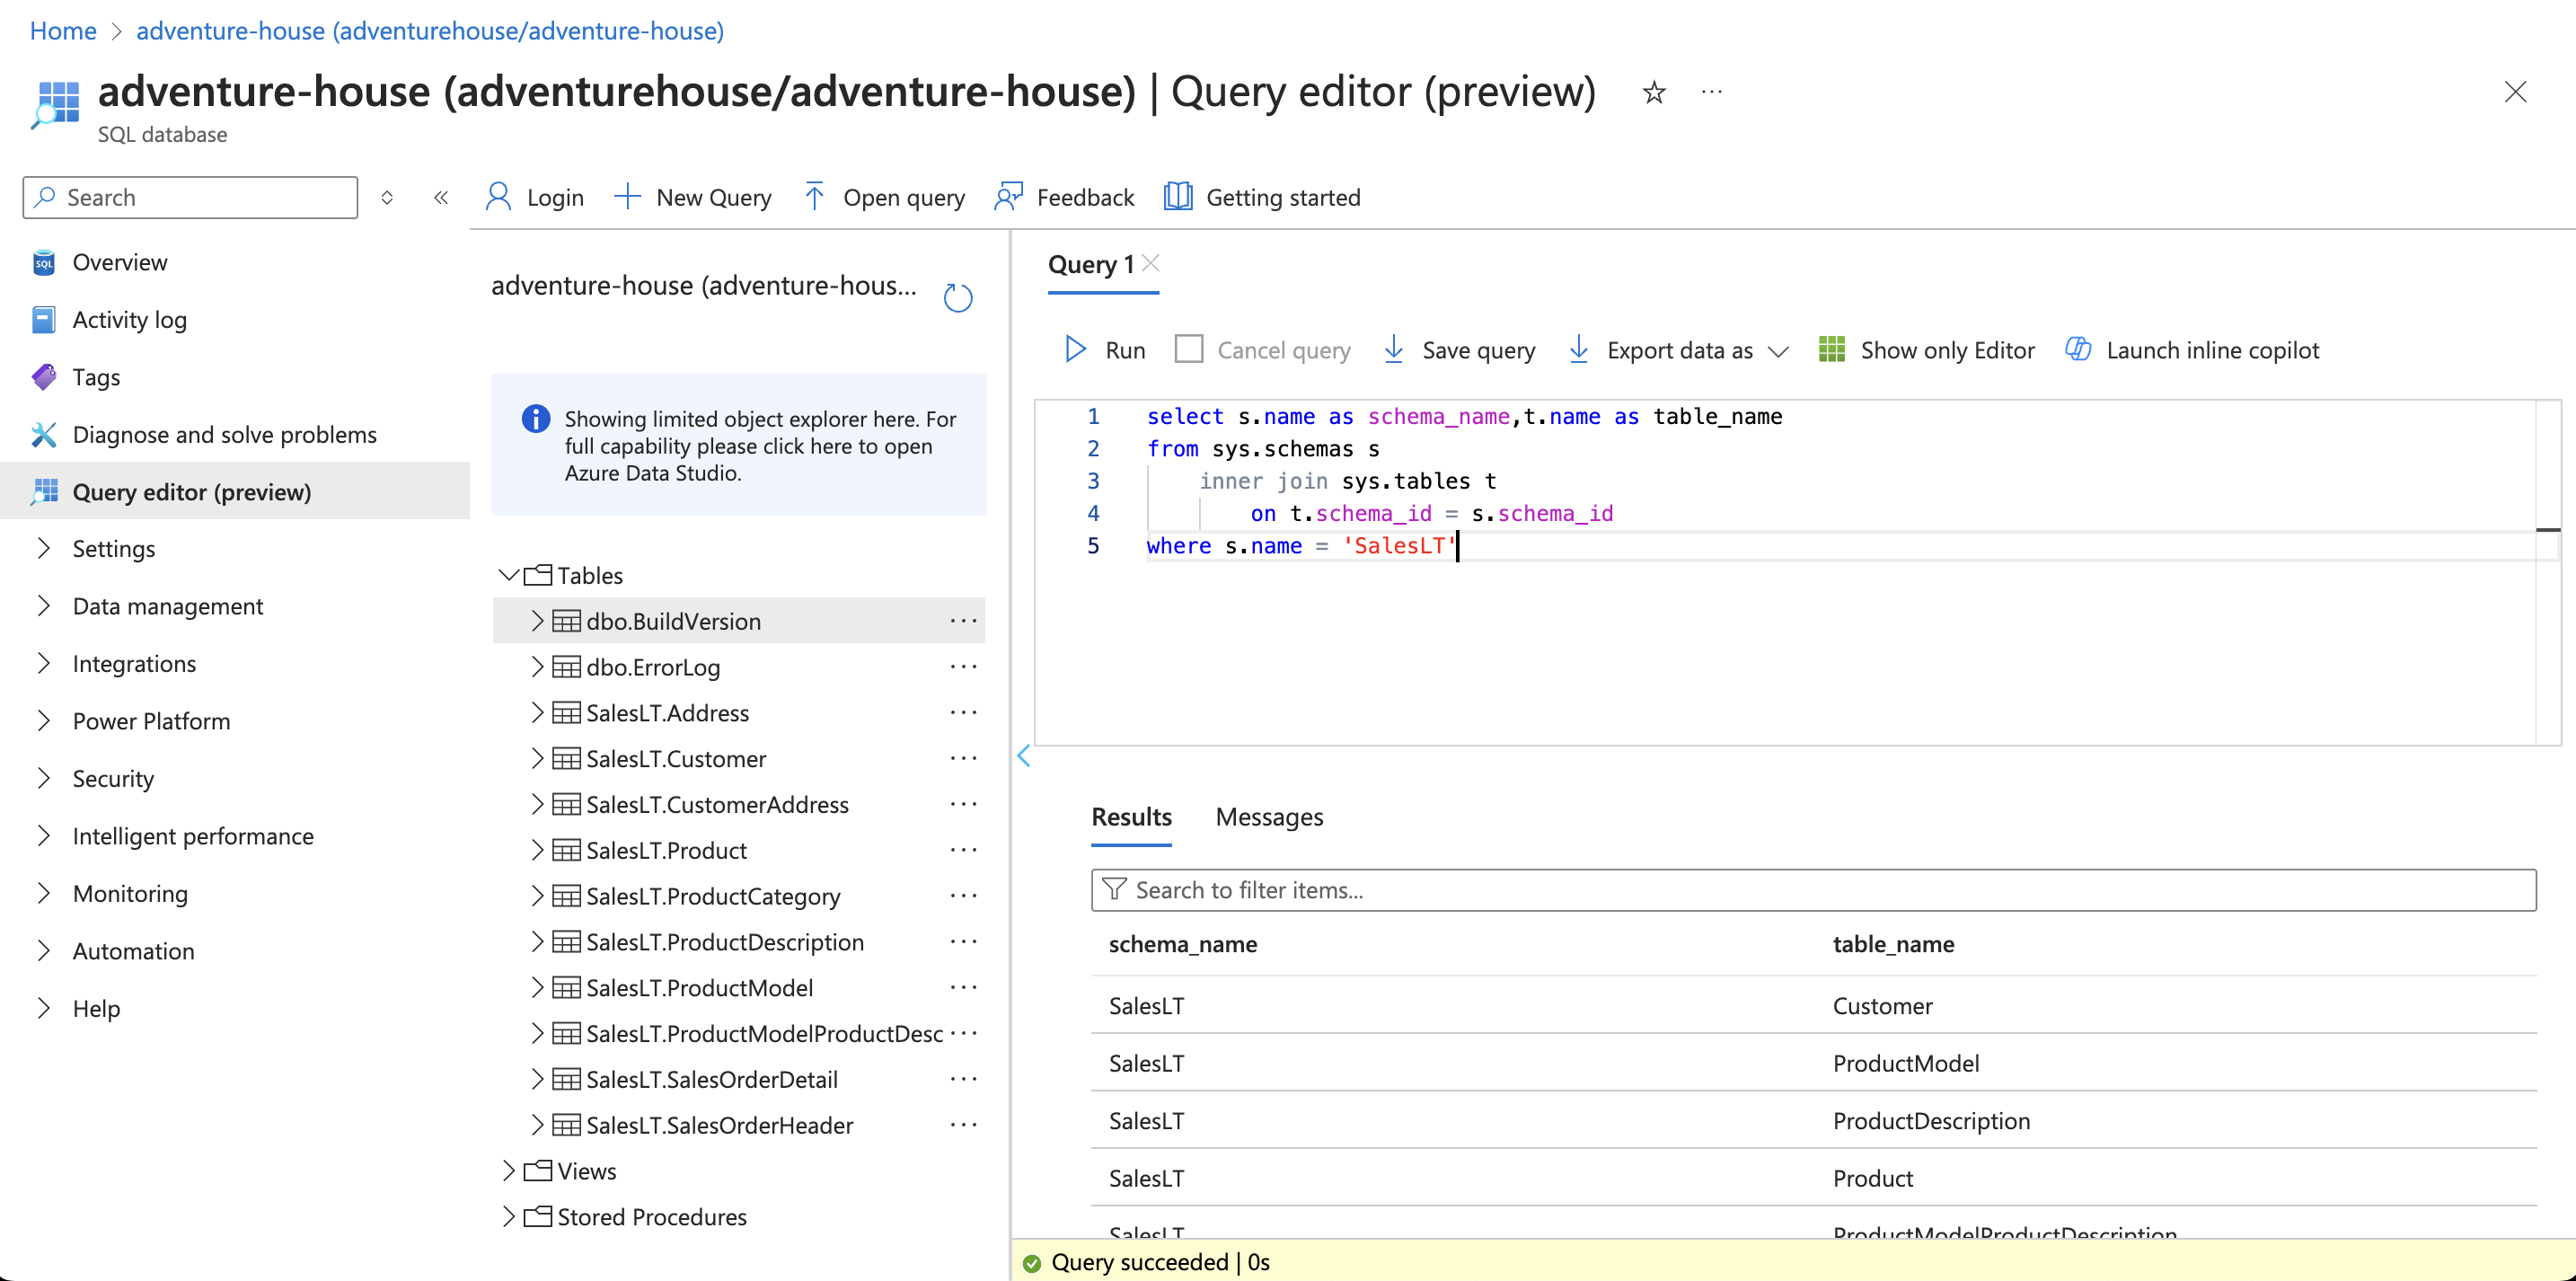 Home > adventure-house (adventurehouse/adventure-house)
adventure-house (adventurehouse/adventure-house) | Query editor (preview)
SQL database
Search
Login
New Query
Open query
Feedback
Getting started
Overview
Activity log
Tags
Diagnose and solve problems
Query editor (preview)
Settings
Data management
Integrations
Power Platform
Security
Intelligent performance
Monitoring
Automation
Help
adventure-house (adventure-hous...
Showing limited object explorer here. For
full capability please click here to open
Azure Data Studio.
Tables
dbo.BuildVersion
dbo.ErrorLog
SalesLT.Address
SalesLT.Customer
SalesLT.CustomerAddress
SalesLT.Product
SalesLT.ProductCategory
SalesLT.ProductDescription
SalesLT.ProductModel
SalesLT.ProductModelProductDesc
SalesLT.SalesOrderDetail
SalesLT.SalesOrderHeader
Views
Stored Procedures
Query 1
Run
Cancel query
Save query
Export data as
Show only Editor
Launch inline copilot
1 select s.name as schema_name,t.name as table_name
2 from sys.schemas s
3 inner join sys.tables t
4 on t.schema_id = s.schema_id
5 where s.name = 'SalesLT'
Results
Messages
Search to filter items...
schema_name table_name
SalesLT Customer
SalesLT ProductModel
SalesLT ProductDescription
SalesLT Product
SalesLT ProductModelProductDescription
Query succeeded | 0s